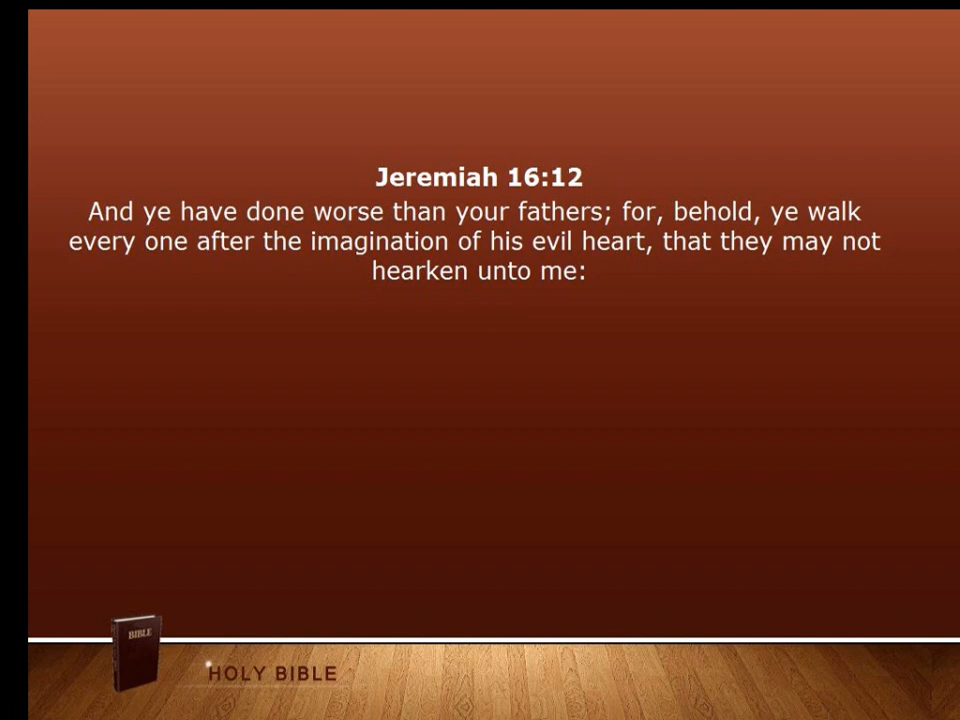 Jeremiah 16:12
And ye have done worse than your fathers; for, behold, ye walk
every one after the imagination of his evil heart, that they may not
hearken unto me:
BIBLE
HOLY BIBLE